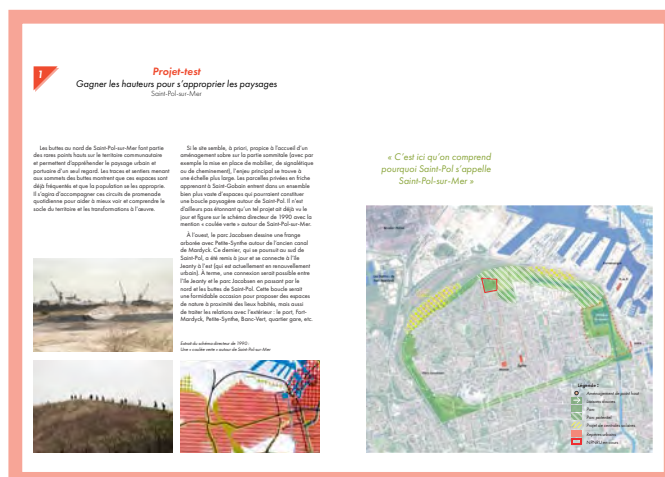 1
Projet-test
Gagner les hauteurs pour s'approprier les paysages
Saint-Pol-sur-Mer
Les buttes au nord de Saint-Pol-sur-Mer font partie
des rares points hauts sur le territoire communautaire
et permettent d'appréhender le paysage urbain et
portuaire d'un seul regard. Les traces et sentiers menant
aux sommets des buttes montrent que ces espaces sont
déjà fréquentés et que la population se les approprie.
Il s'agira d'accompagner ces circuits de promenade
quotidienne pour aider à mieux voir et comprendre le
socle du territoire et les transformations à l'œuvre.
Si le site semble, à priori, propice à l'accueil d'un
aménagement sobre sur la partie sommitale (avec par
exemple la mise en place de mobilier, de signalétique
ou de cheminement), l'enjeu principal se trouve à
une échelle plus large. Les parcelles privées en friche
appartenant à Saint-Gobain entrent dans un ensemble
bien plus vaste d'espaces qui pourraient constituer
une boucle paysagère autour de Saint-Pol. Il n'est
d'ailleurs pas étonnant qu'un tel projet ait déjà vu le
jour et figure sur le schéma directeur de 1990 avec la
mention « coulée verte » autour de Saint-Pol-sur-Mer.
À l'ouest, le parc Jacobsen dessine une frange
arborée avec Petite-Synthe autour de l'ancien canal
de Mardyck. Ce dernier, qui se poursuit au sud de
Saint-Pol, a été remis à jour et se connecte à l'île
Jeanty à l'est (qui est actuellement en renouvellement
urbain). À terme, une connexion serait possible entre
l'île Jeanty et le parc Jacobsen en passant par le
nord et les buttes de Saint-Pol. Cette boucle serait
une formidable occasion pour proposer des espaces
de nature à proximité des lieux habités, mais aussi
de traiter les relations avec l'extérieur : le port, Fort-
Mardyck, Petite-Synthe, Banc-Vert, quartier gare, etc.
Extrait du schéma directeur de 1990 :
Une « coulée verte » autour de Saint-Pol-sur-Mer
« C'est ici qu'on comprend
pourquoi Saint-Pol s'appelle
Saint-Pol-sur-Mer »
Légende :
Aménagement de point haut
Parc